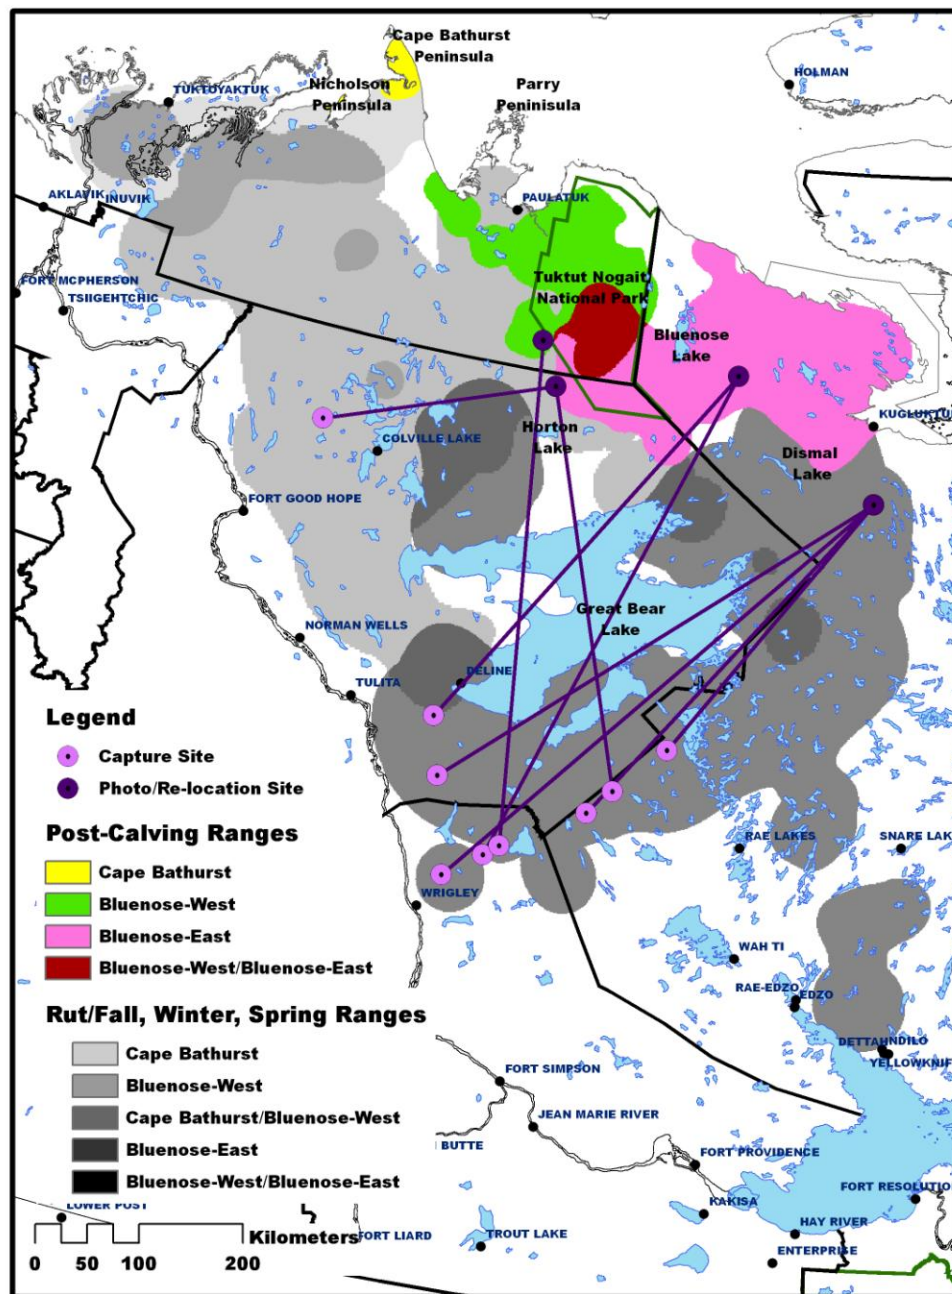 Cape Bathurst
Peninsula
Nicholson
Peninsula
Parry
Peninisula
HOLMAN
TUKTOYAKTUK
AKLAVIK
INUVIK
PAULATUK
FORT MCPHERSON
TSIIGEHTCHIC
Tuktut Nogait
National Park
Bluenose
Lake
KUGLUKTU
Horton
Lake
COLVILLE LAKE
Dismal
Lake
FORT GOOD HOPE
Great Bear
Lake
NORMAN WELLS
TULITA
DELINE
Legend
Capture Site
Photo/Re-location Site
Post-Calving Ranges
Cape Bathurst
Bluenose-West
Bluenose-East
Bluenose-West/Bluenose-East
RAE LAKES
SNARE LAK
WRIGLEY
WAH TI
RAE-EDZO
EDZO
Rut/Fall, Winter, Spring Ranges
Cape Bathurst
Bluenose-West
Cape Bathurst/Bluenose-West
Bluenose-East
Bluenose-West/Bluenose-East
DETTAHNDILO
YELLOWKNIF
FORT SIMPSON
JEAN MARIE RIVER
BUTTE
FORT PROVIDENCE
FORT RESOLUTION
KAKISA
HAY RIVER
LOWER POST
Kilometers
FORT LIARD
TROUT LAKE
ENTERPRISE
0 50 100 200